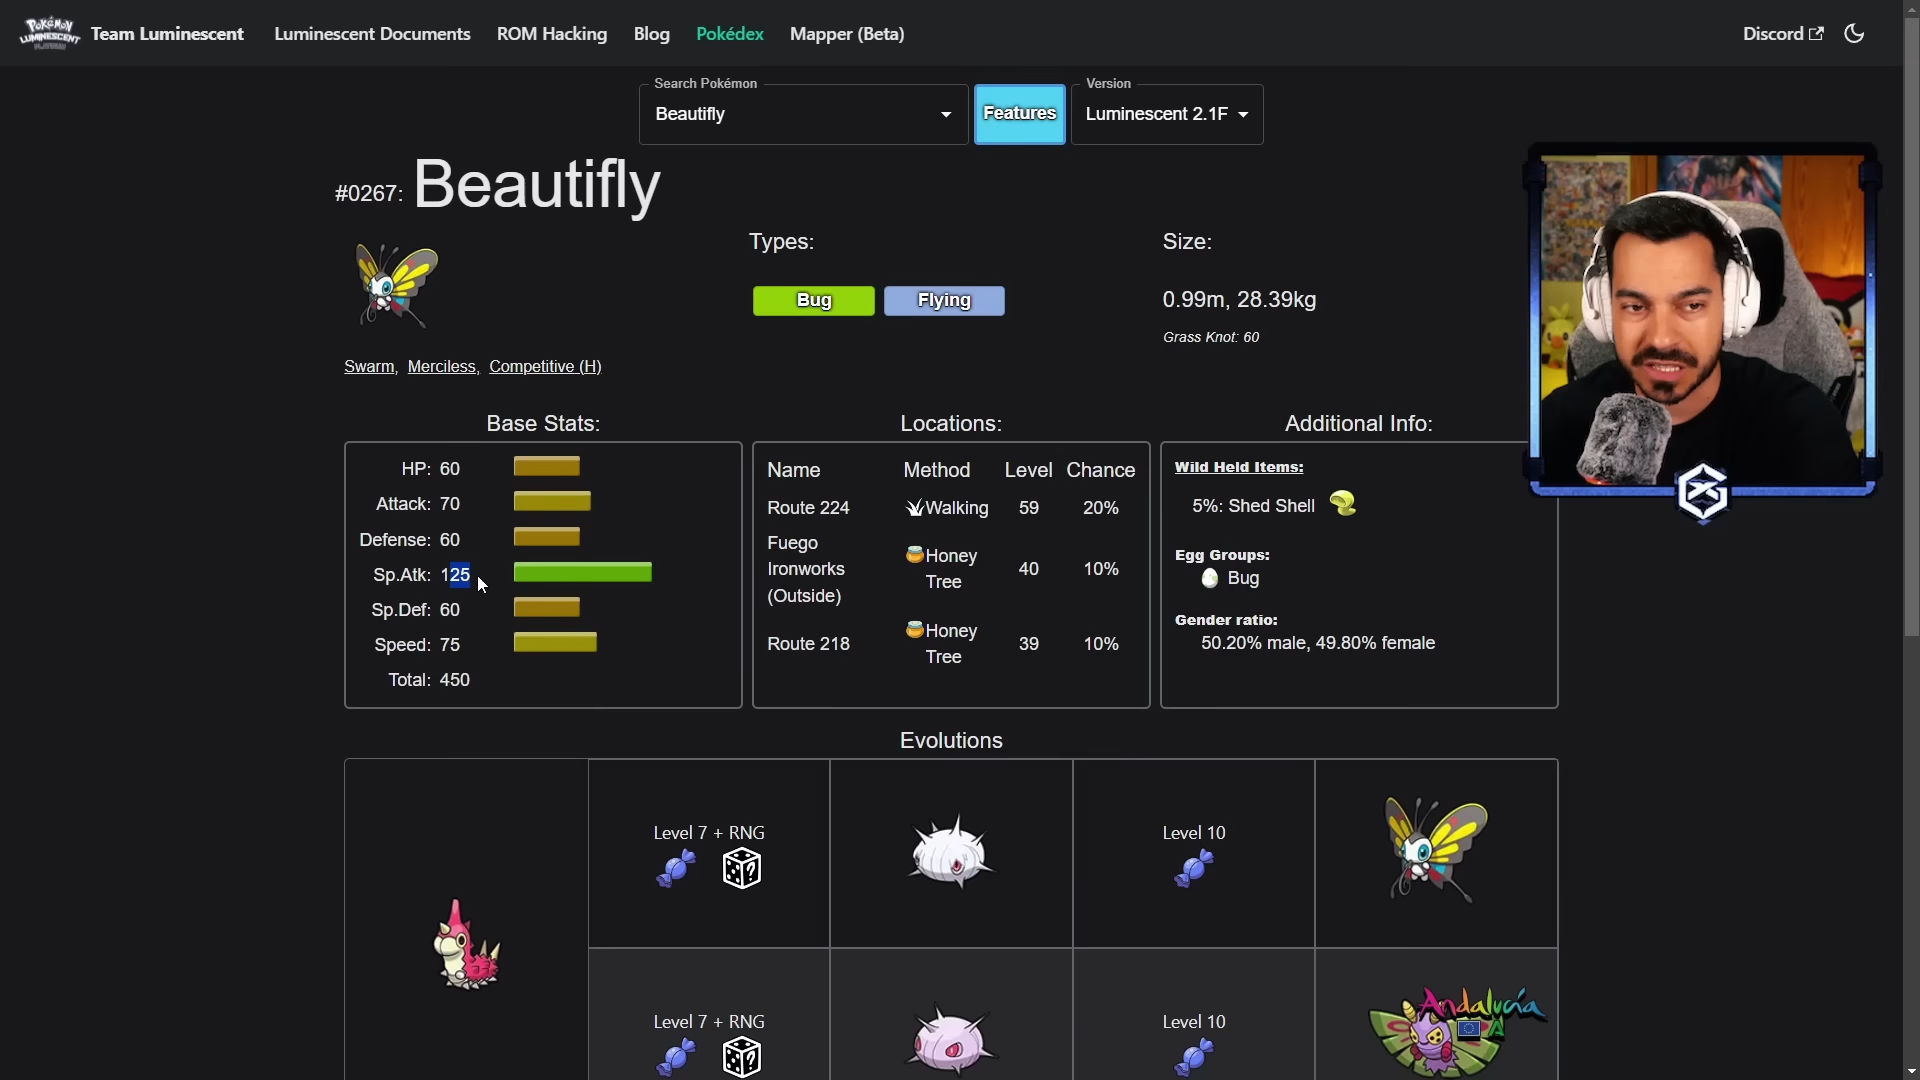 Pokémon
LUMINESCENT
PLATINUM
Team Luminescent
Luminescent Documents
ROM Hacking
Blog
Pokédex
Mapper (Beta)
Discord
Search Pokémon
Beautifly
Features
Version
Luminescent 2.1F
#0267: Beautifly
Types:
Bug
Flying
Size:
0.99m, 28.39kg
Grass Knot: 60
Swarm, Merciless, Competitive (H)
Base Stats:
HP: 60
Attack: 70
Defense: 60
Sp.Atk: 125
Sp.Def: 60
Speed: 75
Total: 450
Locations:
Name Method Level Chance
Route 224 Walking 59 20%
Fuego Ironworks (Outside) Honey Tree 40 10%
Route 218 Honey Tree 39 10%
Additional Info:
Wild Held Items:
5%: Shed Shell
Egg Groups:
Bug
Gender ratio:
50.20% male, 49.80% female
Evolutions
Level 7 + RNG
Level 10
Level 7 + RNG
Level 10
Andalucía
A